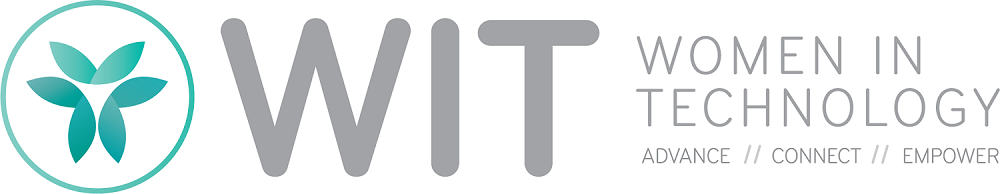 WIT
WOMEN IN
TECHNOLOGY
ADVANCE // CONNECT // EMPOWER